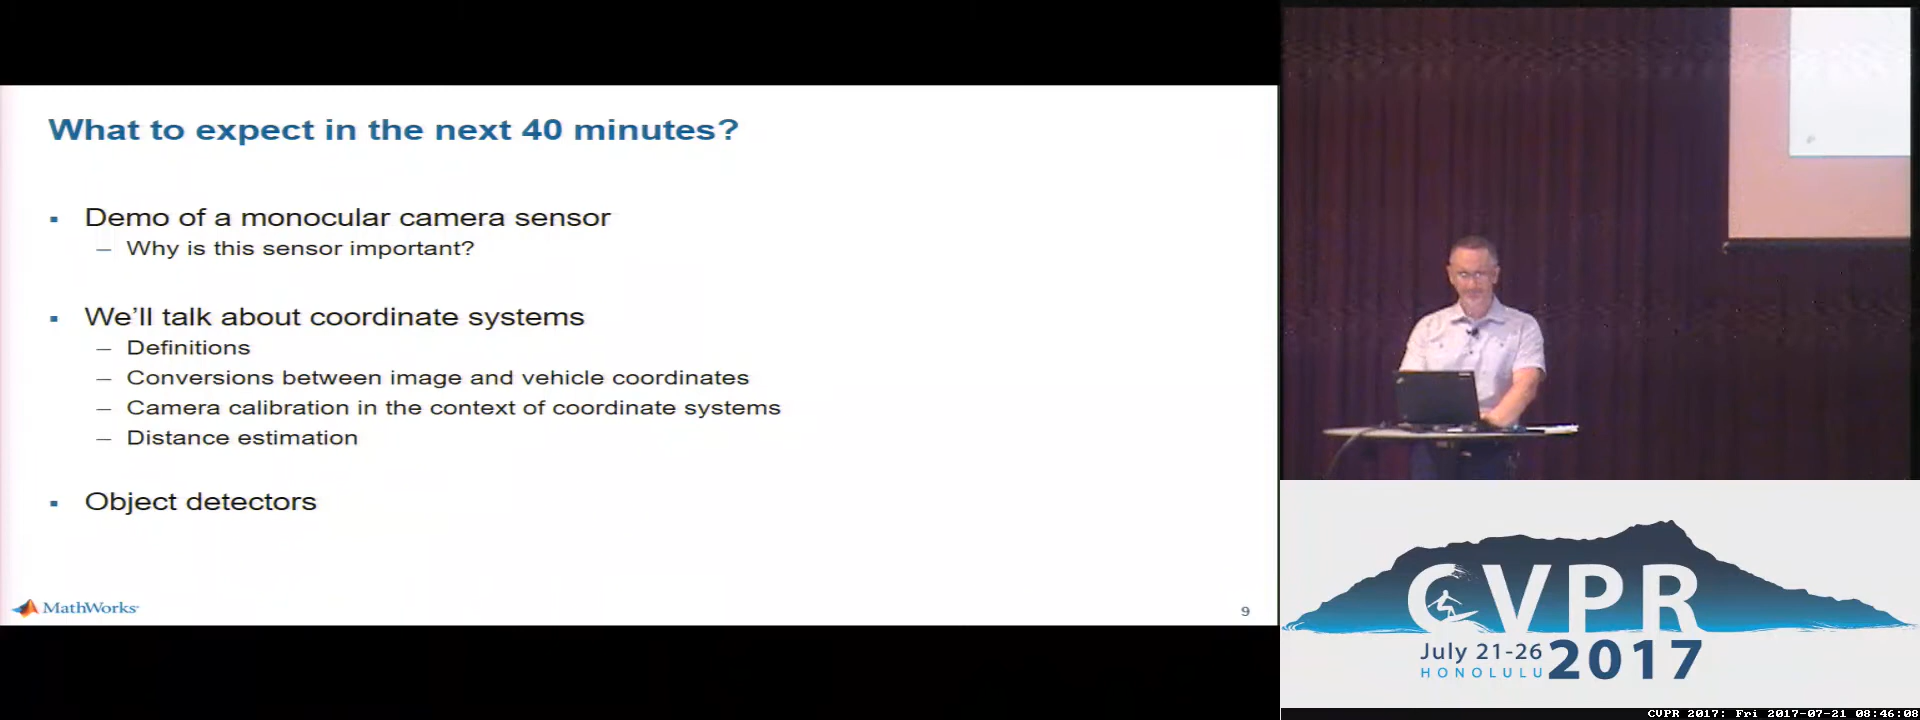 What to expect in the next 40 minutes?
Demo of a monocular camera sensor
– Why is this sensor important?
We'll talk about coordinate systems
– Definitions
– Conversions between image and vehicle coordinates
– Camera calibration in the context of coordinate systems
– Distance estimation
Object detectors
MathWorks
9
CVPR
July 21-26
HONOLULU
2017
CVPR 2017: Fri 2017-07-21 08:46:08